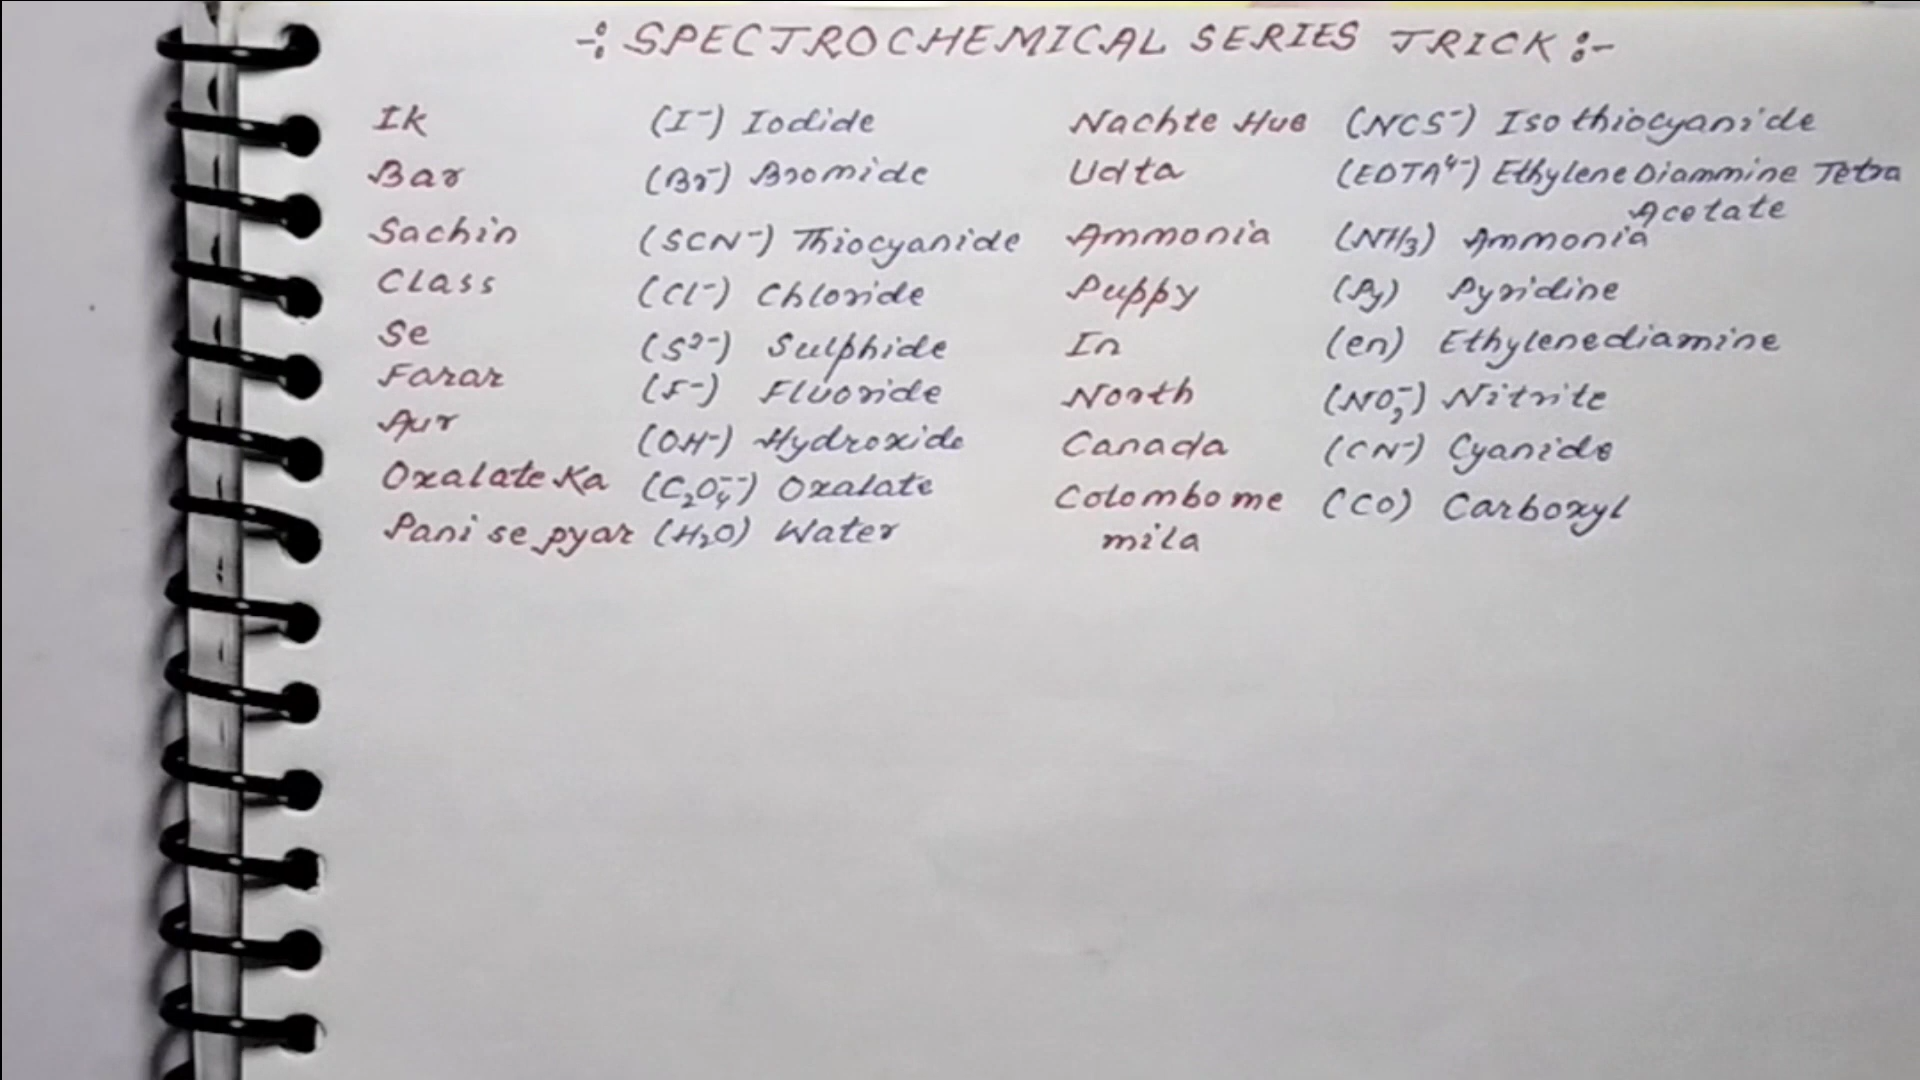 -: SPECTROCHEMICAL SERIES TRICK :-
Ik (I⁻) Iodide
Bar (Br⁻) Bromide
Sachin (SCN⁻) Thiocyanide
Class (Cl⁻) Chloride
Se (S²⁻) Sulphide
Farar (F⁻) Fluoride
Aur (OH⁻) Hydroxide
Oxalate Ka (C₂O₄⁻⁻) Oxalate
Pani se pyar (H₂O) Water
Nachte Hue (NCS⁻) Isothiocyanide
Udta (EDTA⁴⁻) Ethylene Diammine Tetra
Acetate
Ammonia (NH₃) Ammonia
Puppy (Py) Pyridine
In (en) Ethylenediamine
North (NO₂⁻) Nitrite
Canada (CN⁻) Cyanide
Colombo me (CO) Carboxyl
mila